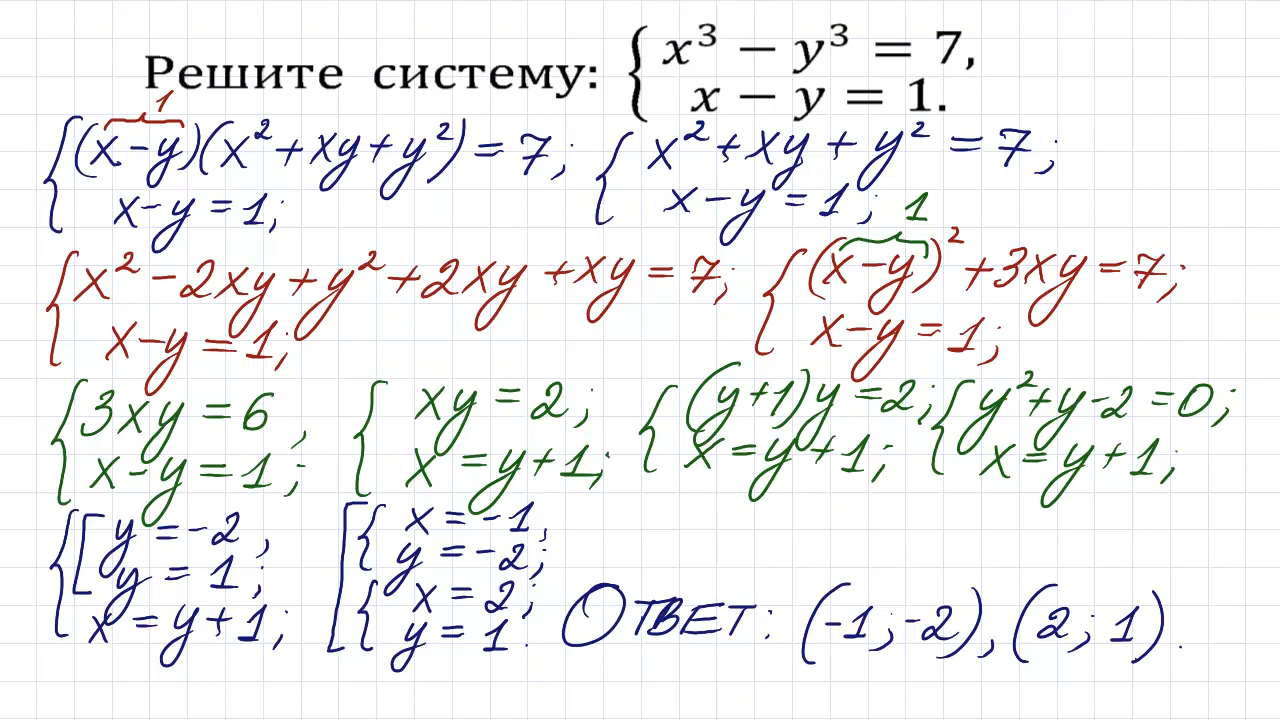 Решите систему: { x³ − y³ = 7,
x − y = 1.
1
{ (x−y)(x²+xy+y²) = 7; { x²+xy+y² = 7;
x−y = 1; x−y = 1;
1
{ x²−2xy+y²+2xy+xy = 7; { (x−y)²+3xy = 7;
x−y = 1; x−y = 1;
{ 3xy = 6, { xy = 2; { (y+1)y = 2; { y²+y-2 = 0;
x−y = 1; x = y+1; x = y+1; x = y+1;
{ [ y = -2, [ { x = -1,
y = 1; y = -2;
x = y+1; { x = 2;
y = 1.
Ответ: (-1;-2), (2; 1).